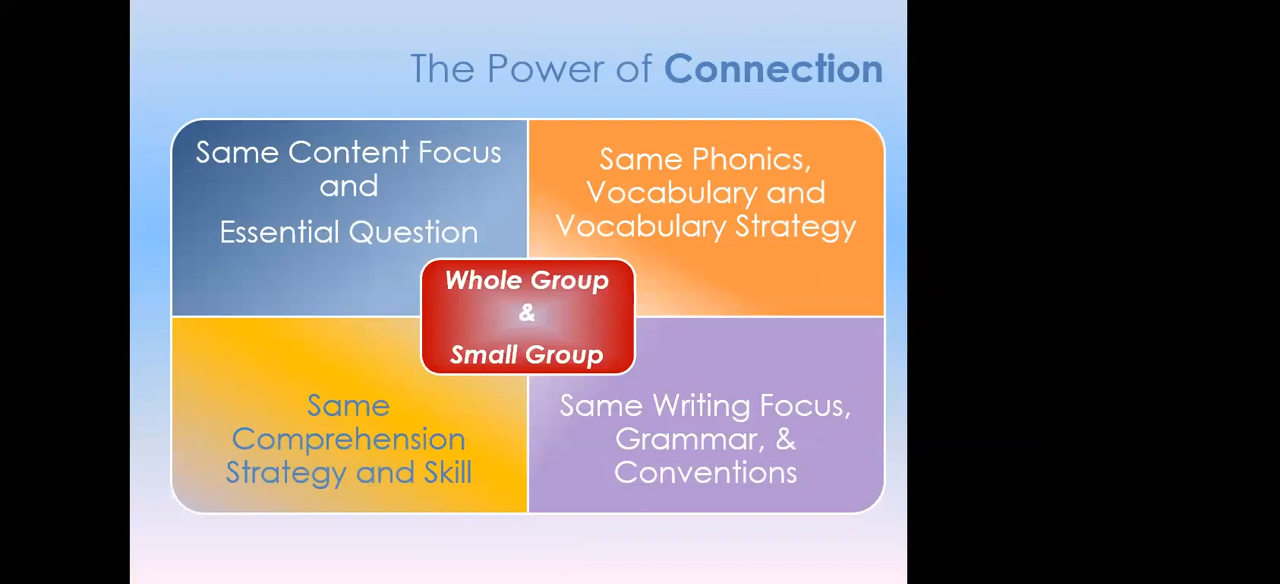 The Power of Connection
Same Content Focus
and
Essential Question
Same Phonics,
Vocabulary and
Vocabulary Strategy
Whole Group
&
Small Group
Same
Comprehension
Strategy and Skill
Same Writing Focus,
Grammar, &
Conventions